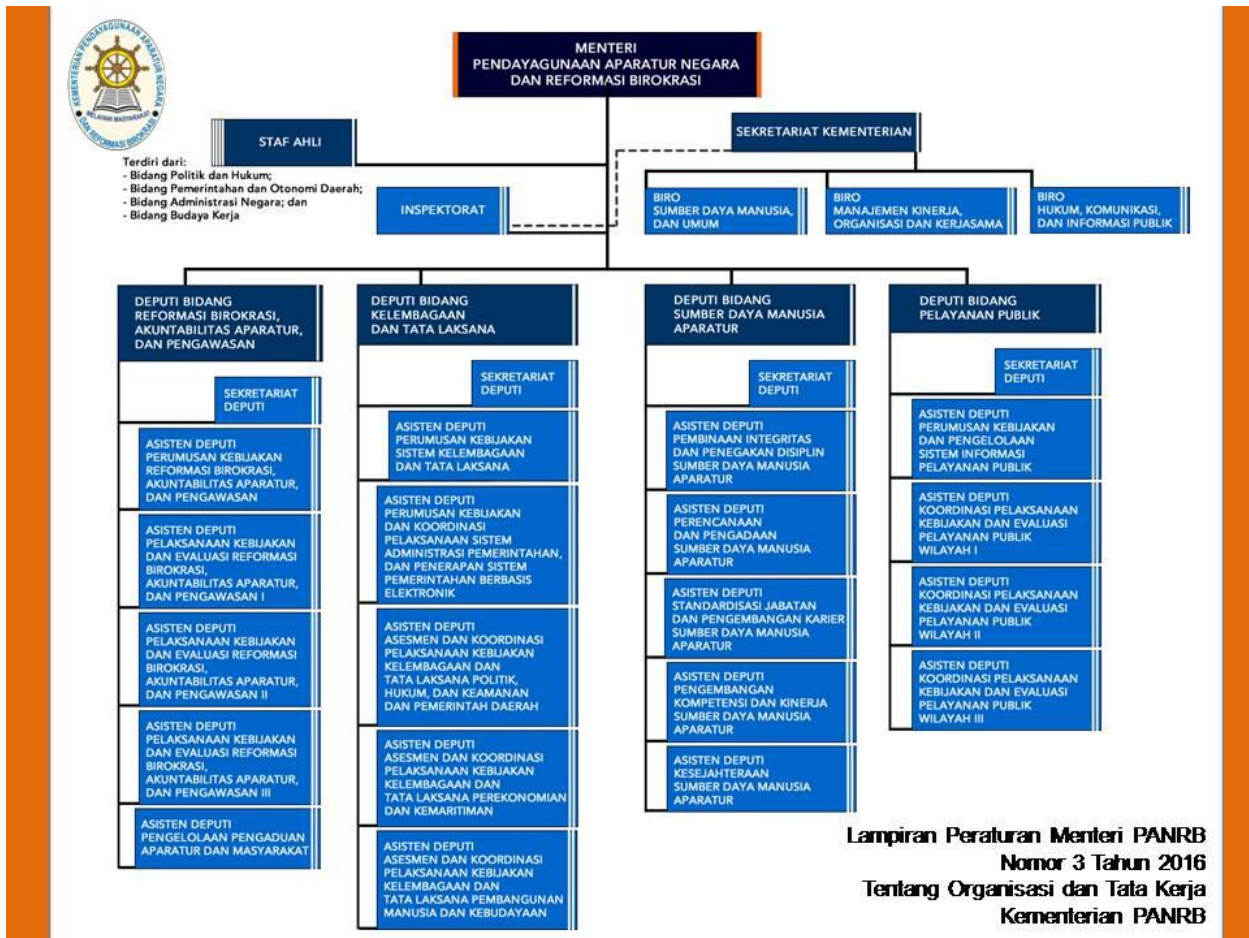 KEMENTERIAN PENDAYAGUNAAN APARATUR NEGARA
DAN REFORMASI BIROKRASI
MELAYANI MASYARAKAT
MENTERI
PENDAYAGUNAAN APARATUR NEGARA
DAN REFORMASI BIROKRASI
STAF AHLI
Terdiri dari:
- Bidang Politik dan Hukum;
- Bidang Pemerintahan dan Otonomi Daerah;
- Bidang Administrasi Negara; dan
- Bidang Budaya Kerja
INSPEKTORAT
SEKRETARIAT KEMENTERIAN
BIRO
SUMBER DAYA MANUSIA,
DAN UMUM
BIRO
MANAJEMEN KINERJA,
ORGANISASI DAN KERJASAMA
BIRO
HUKUM, KOMUNIKASI,
DAN INFORMASI PUBLIK
DEPUTI BIDANG
REFORMASI BIROKRASI,
AKUNTABILITAS APARATUR,
DAN PENGAWASAN
SEKRETARIAT
DEPUTI
ASISTEN DEPUTI
PERUMUSAN KEBIJAKAN
REFORMASI BIROKRASI,
AKUNTABILITAS APARATUR,
DAN PENGAWASAN
ASISTEN DEPUTI
PELAKSANAAN KEBIJAKAN
DAN EVALUASI REFORMASI
BIROKRASI,
AKUNTABILITAS APARATUR,
DAN PENGAWASAN I
ASISTEN DEPUTI
PELAKSANAAN KEBIJAKAN
DAN EVALUASI REFORMASI
BIROKRASI,
AKUNTABILITAS APARATUR,
DAN PENGAWASAN II
ASISTEN DEPUTI
PELAKSANAAN KEBIJAKAN
DAN EVALUASI REFORMASI
BIROKRASI,
AKUNTABILITAS APARATUR,
DAN PENGAWASAN III
ASISTEN DEPUTI
PENGELOLAAN PENGADUAN
APARATUR DAN MASYARAKAT
DEPUTI BIDANG
KELEMBAGAAN
DAN TATA LAKSANA
SEKRETARIAT
DEPUTI
ASISTEN DEPUTI
PERUMUSAN KEBIJAKAN
SISTEM KELEMBAGAAN
DAN TATA LAKSANA
ASISTEN DEPUTI
PERUMUSAN KEBIJAKAN
DAN KOORDINASI
PELAKSANAAN SISTEM
ADMINISTRASI PEMERINTAHAN,
DAN PENERAPAN SISTEM
PEMERINTAHAN BERBASIS
ELEKTRONIK
ASISTEN DEPUTI
ASESMEN DAN KOORDINASI
PELAKSANAAN KEBIJAKAN
KELEMBAGAAN DAN
TATA LAKSANA POLITIK,
HUKUM, DAN KEAMANAN
DAN PEMERINTAH DAERAH
ASISTEN DEPUTI
ASESMEN DAN KOORDINASI
PELAKSANAAN KEBIJAKAN
KELEMBAGAAN DAN
TATA LAKSANA PEREKONOMIAN
DAN KEMARITIMAN
ASISTEN DEPUTI
ASESMEN DAN KOORDINASI
PELAKSANAAN KEBIJAKAN
KELEMBAGAAN DAN
TATA LAKSANA PEMBANGUNAN
MANUSIA DAN KEBUDAYAAN
DEPUTI BIDANG
SUMBER DAYA MANUSIA
APARATUR
SEKRETARIAT
DEPUTI
ASISTEN DEPUTI
PEMBINAAN INTEGRITAS
DAN PENEGAKAN DISIPLIN
SUMBER DAYA MANUSIA
APARATUR
ASISTEN DEPUTI
PERENCANAAN
DAN PENGADAAN
SUMBER DAYA MANUSIA
APARATUR
ASISTEN DEPUTI
STANDARDISASI JABATAN
DAN PENGEMBANGAN KARIER
SUMBER DAYA MANUSIA
APARATUR
ASISTEN DEPUTI
PENGEMBANGAN
KOMPETENSI DAN KINERJA
SUMBER DAYA MANUSIA
APARATUR
ASISTEN DEPUTI
KESEJAHTERAAN
SUMBER DAYA MANUSIA
APARATUR
DEPUTI BIDANG
PELAYANAN PUBLIK
SEKRETARIAT
DEPUTI
ASISTEN DEPUTI
PERUMUSAN KEBIJAKAN
DAN PENGELOLAAN
SISTEM INFORMASI
PELAYANAN PUBLIK
ASISTEN DEPUTI
KOORDINASI PELAKSANAAN
KEBIJAKAN DAN EVALUASI
PELAYANAN PUBLIK
WILAYAH I
ASISTEN DEPUTI
KOORDINASI PELAKSANAAN
KEBIJAKAN DAN EVALUASI
PELAYANAN PUBLIK
WILAYAH II
ASISTEN DEPUTI
KOORDINASI PELAKSANAAN
KEBIJAKAN DAN EVALUASI
PELAYANAN PUBLIK
WILAYAH III
Lampiran Peraturan Menteri PANRB
Nomor 3 Tahun 2016
Tentang Organisasi dan Tata Kerja
Kementerian PANRB